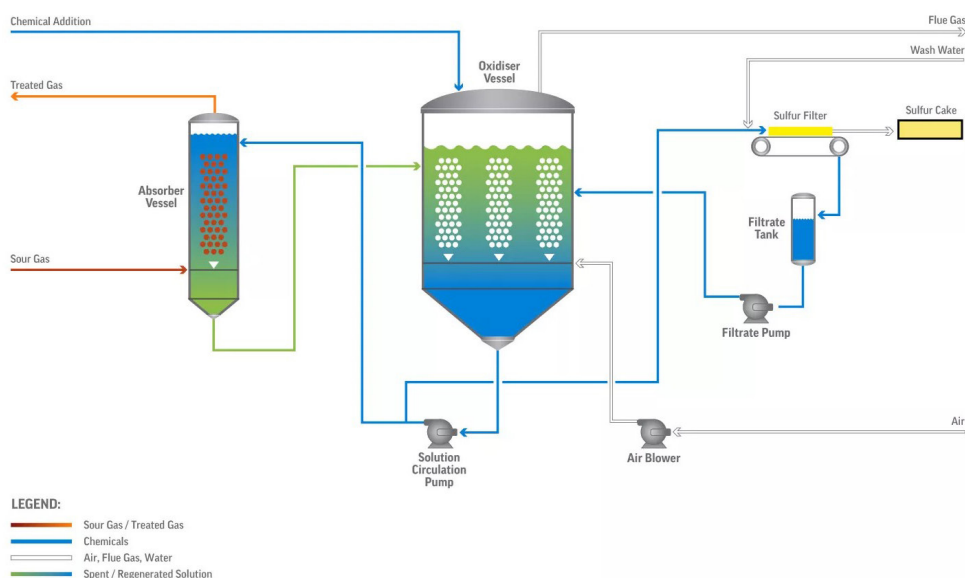 Chemical Addition
Flue Gas
Wash Water
Oxidiser
Vessel
Treated Gas
Sulfur Filter
Sulfur Cake
Absorber
Vessel
Filtrate
Tank
Sour Gas
Filtrate Pump
Air
Solution
Circulation
Pump
Air Blower
LEGEND:
Sour Gas / Treated Gas
Chemicals
Air, Flue Gas, Water
Spent / Regenerated Solution